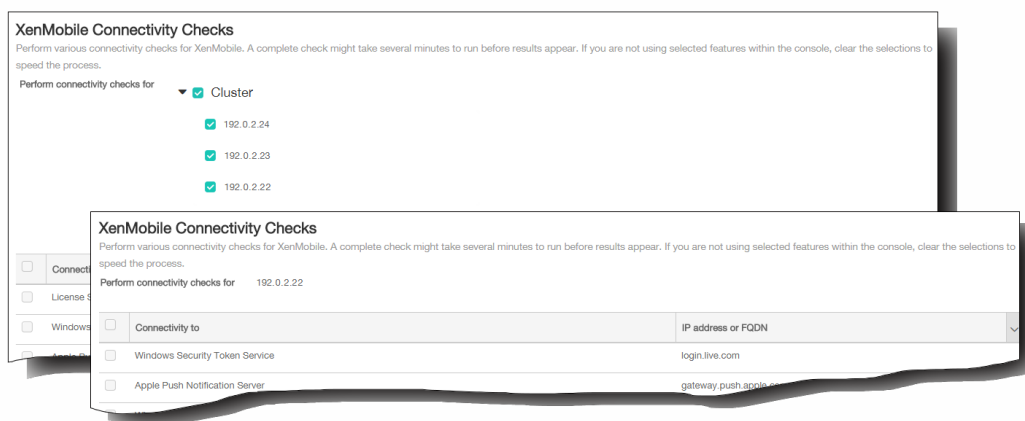 XenMobile Connectivity Checks
Perform various connectivity checks for XenMobile. A complete check might take several minutes to run before results appear. If you are not using selected features within the console, clear the selections to
speed the process.
Perform connectivity checks for
Cluster
192.0.2.24
192.0.2.23
192.0.2.22
License
Windows
XenMobile Connectivity Checks
Perform various connectivity checks for XenMobile. A complete check might take several minutes to run before results appear. If you are not using selected features within the console, clear the selections to
speed the process.
Perform connectivity checks for 192.0.2.22
Connectivity to IP address or FQDN
Windows Security Token Service login.live.com
Apple Push Notification Server gateway.push.apple